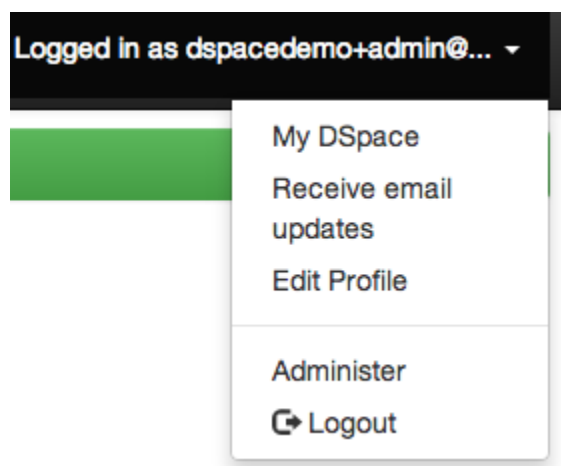 Logged in as dspacedemo+admin@...
My DSpace
Receive email
updates
Edit Profile
Administer
Logout